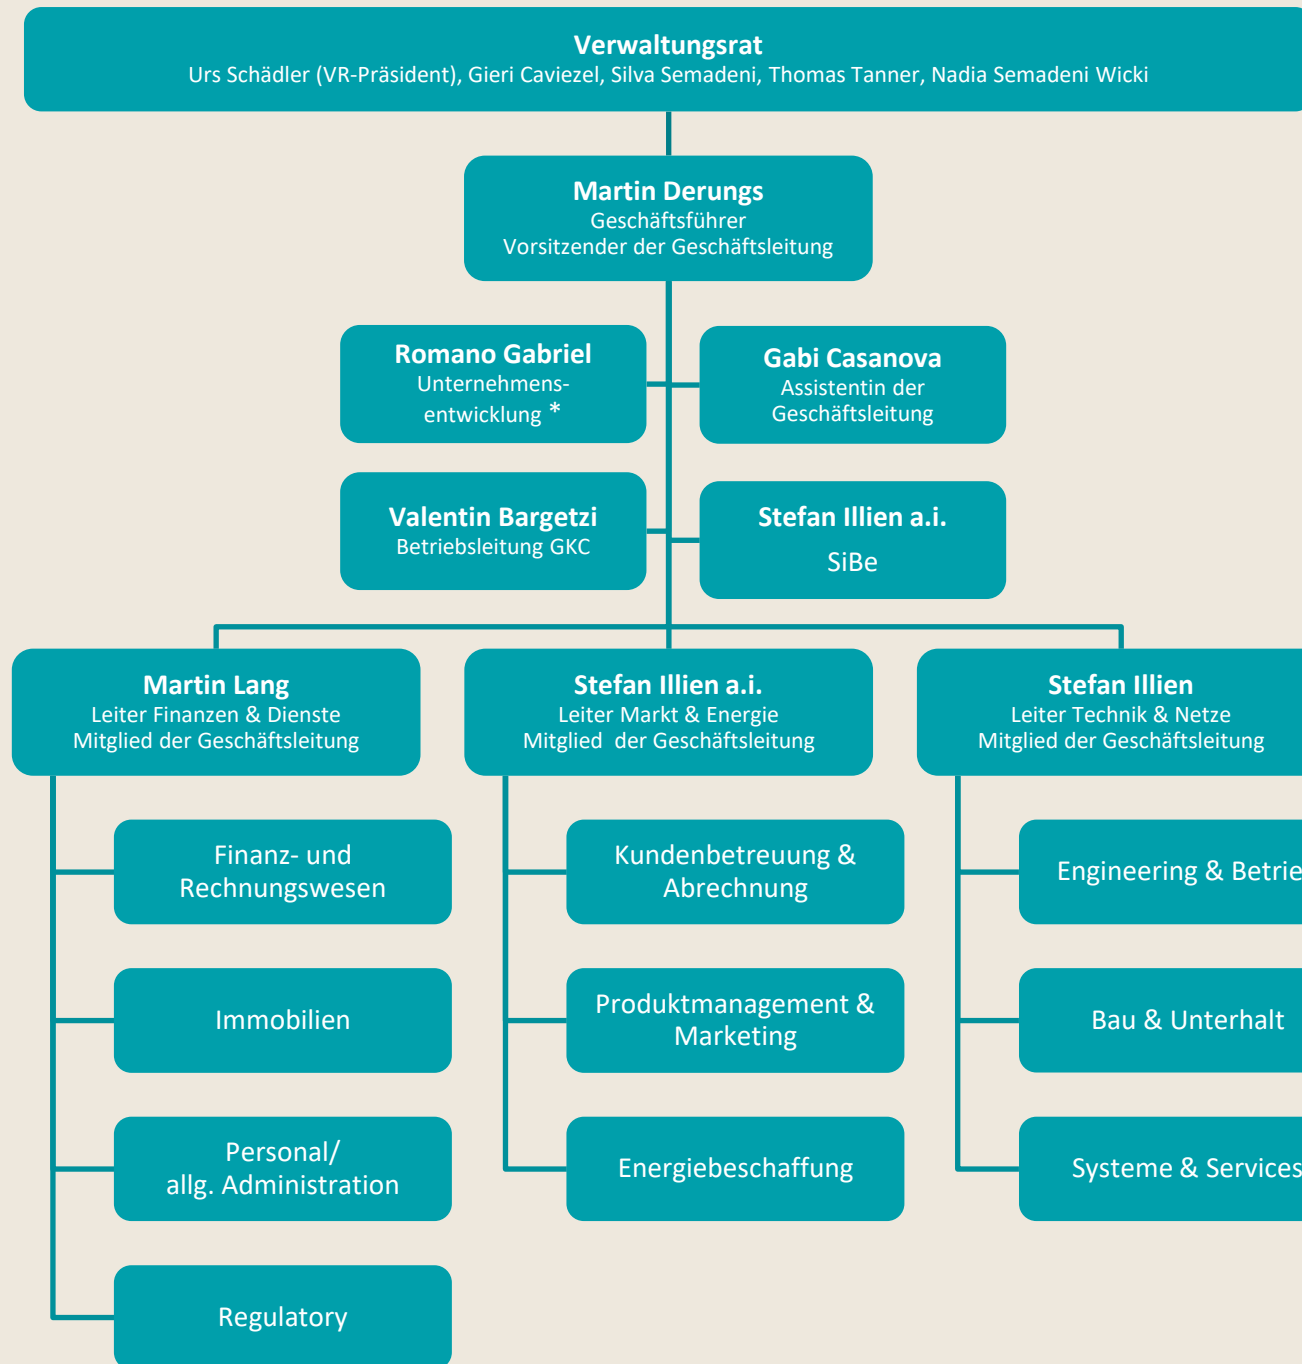 Verwaltungsrat
Urs Schädler (VR-Präsident), Gieri Caviezel, Silva Semadeni, Thomas Tanner, Nadia Semadeni Wicki
Martin Derungs
Geschäftsführer
Vorsitzender der Geschäftsleitung
Romano Gabriel
Unternehmens-
entwicklung *
Gabi Casanova
Assistentin der
Geschäftsleitung
Valentin Bargetzi
Betriebsleitung GKC
Stefan Illien a.i.
SiBe
Martin Lang
Leiter Finanzen & Dienste
Mitglied der Geschäftsleitung
Stefan Illien a.i.
Leiter Markt & Energie
Mitglied  der Geschäftsleitung
Stefan Illien
Leiter Technik & Netze
Mitglied der Geschäftsleitung
Finanz- und
Rechnungswesen
Immobilien
Personal/
allg. Administration
Regulatory
Kundenbetreuung &
Abrechnung
Produktmanagement &
Marketing
Energiebeschaffung
Engineering & Betrie
Bau & Unterhalt
Systeme & Services